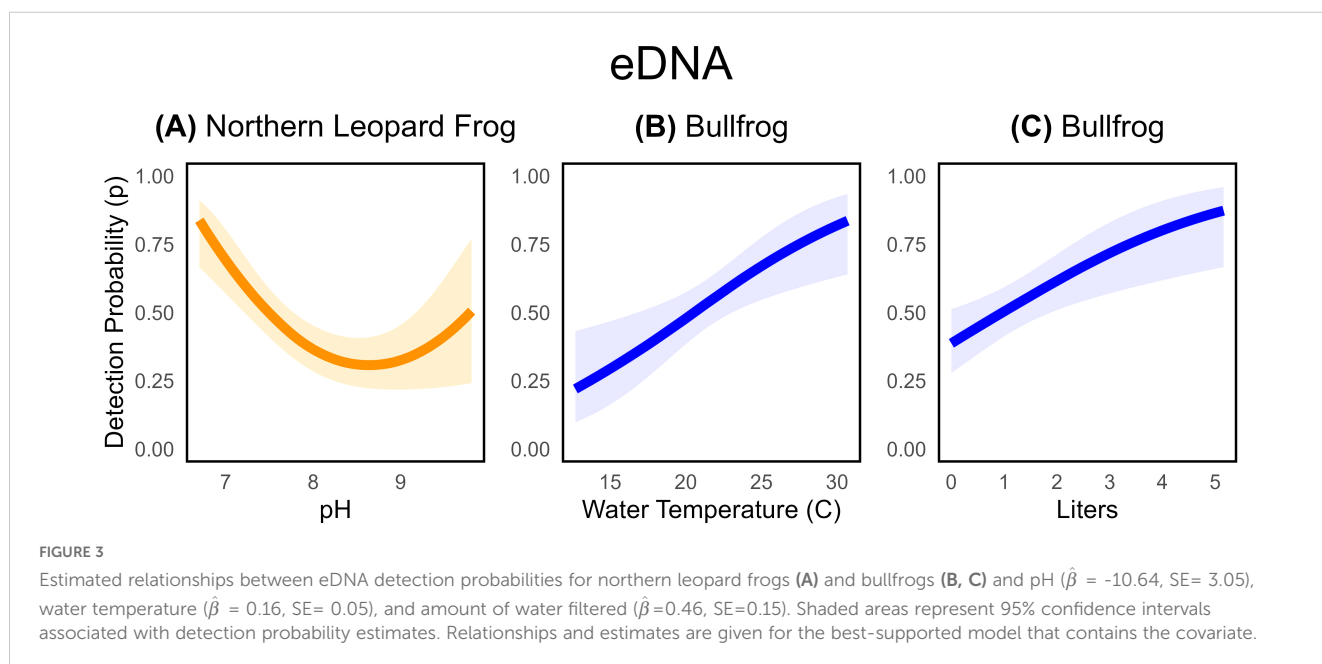 eDNA
(A) Northern Leopard Frog
(B) Bullfrog
(C) Bullfrog
Detection Probability (p)
1.00
0.75
0.50
0.25
0.00
7 8 9
pH
1.00
0.75
0.50
0.25
0.00
15 20 25 30
Water Temperature (C)
1.00
0.75
0.50
0.25
0.00
0 1 2 3 4 5
Liters
FIGURE 3
Estimated relationships between eDNA detection probabilities for northern leopard frogs (A) and bullfrogs (B, C) and pH (β̂ = -10.64, SE= 3.05),
water temperature (β̂ = 0.16, SE= 0.05), and amount of water filtered (β̂=0.46, SE=0.15). Shaded areas represent 95% confidence intervals
associated with detection probability estimates. Relationships and estimates are given for the best-supported model that contains the covariate.